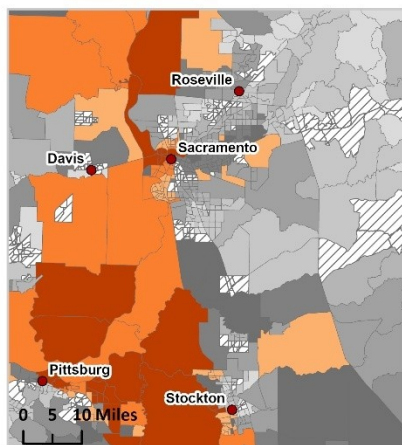 Roseville
Sacramento
Davis
Pittsburg
Stockton
0 5 10 Miles